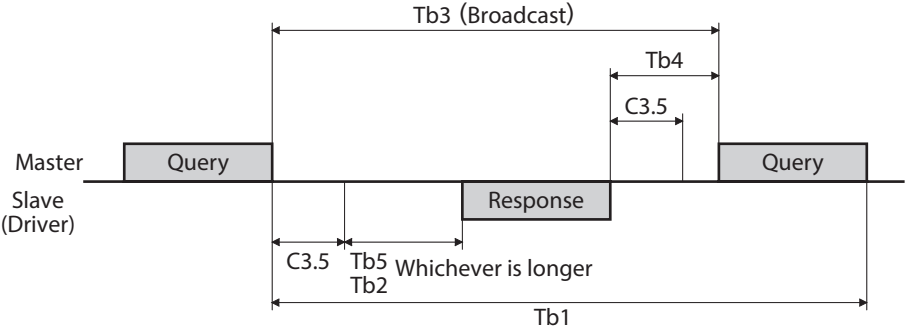 Tb3 (Broadcast)
Tb4
C3.5
Master
Query
Query
Slave
(Driver)
Response
C3.5
Tb5
Tb2
Whichever is longer
Tb1